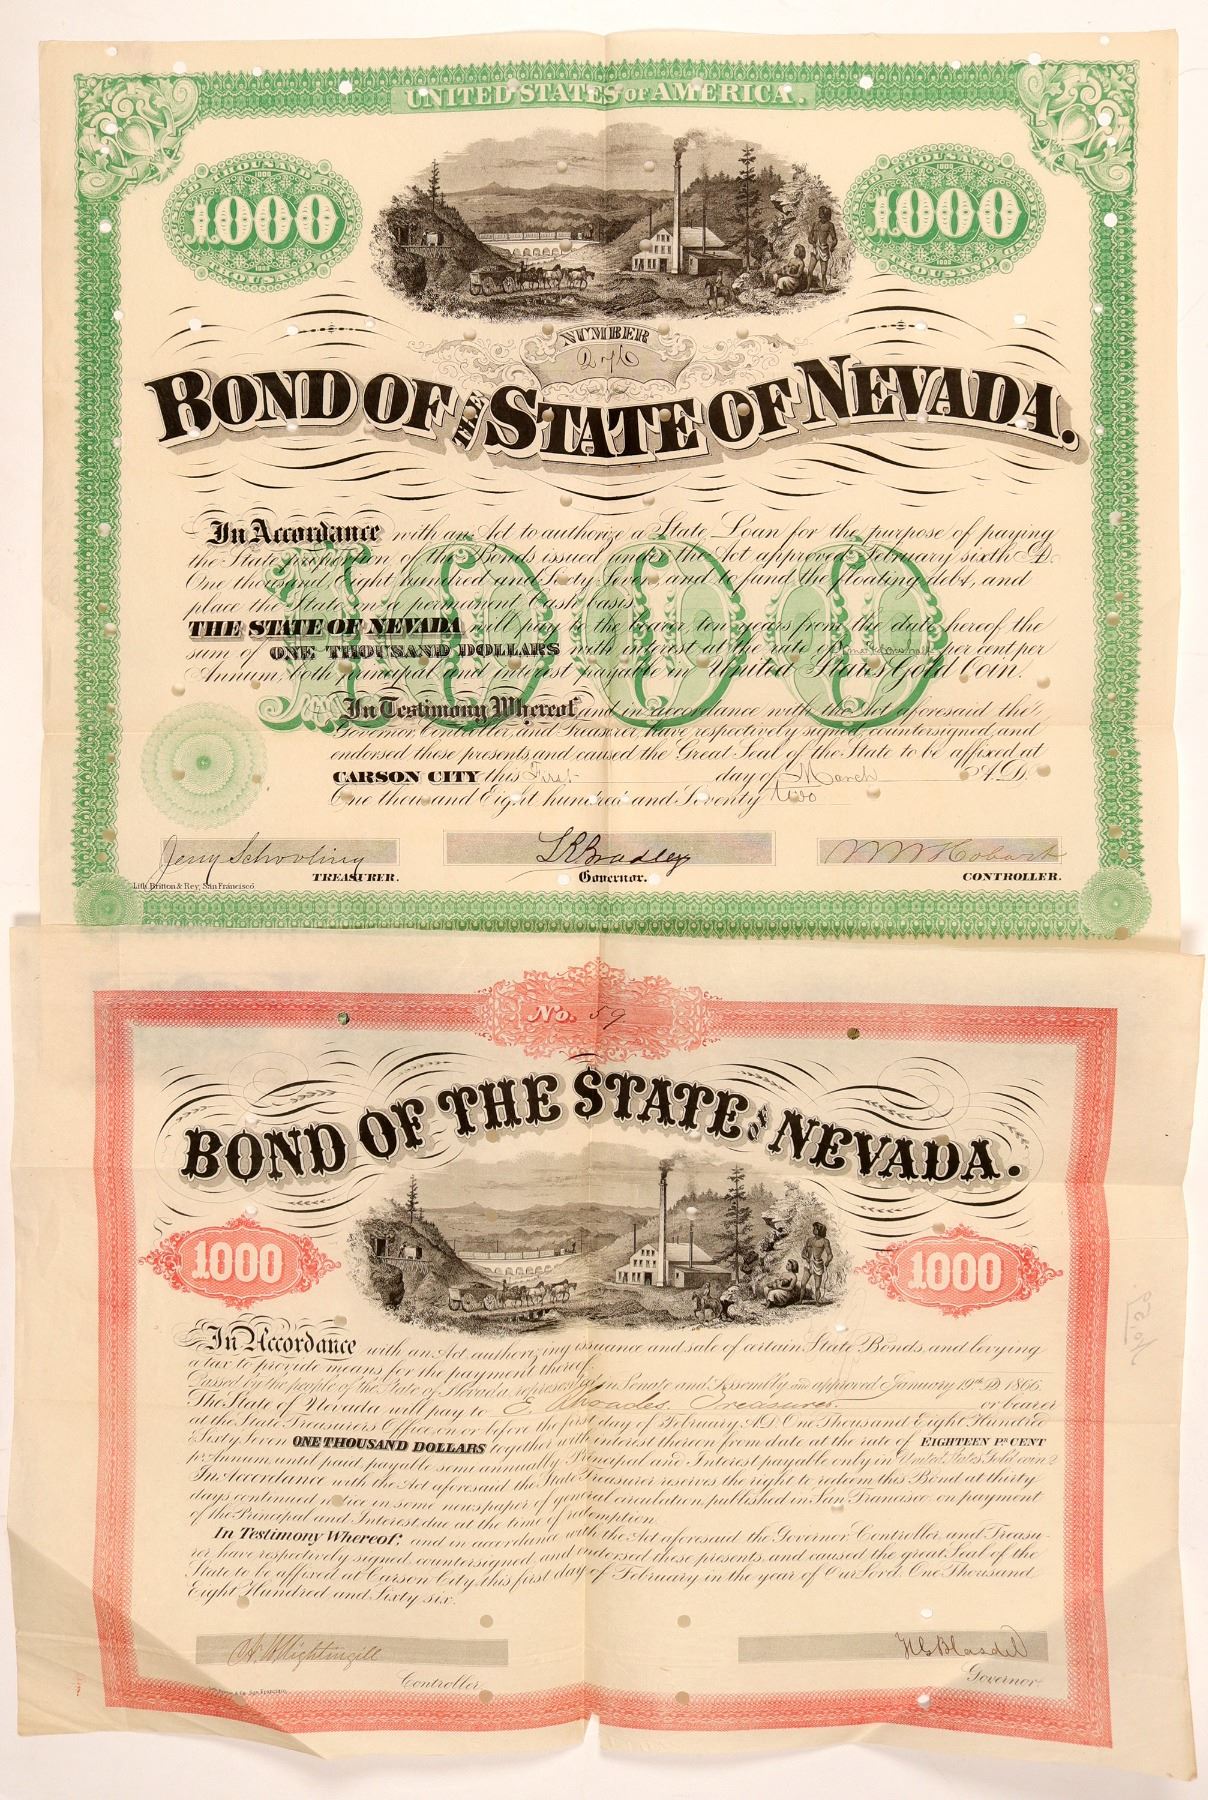 UNITED STATES OF AMERICA.
1000
1000
NUMBER
276
BOND OF THE STATE OF NEVADA.
In Accordance with an Act to authorize a State Loan for the purpose of paying
the State proportion of the Bonds issued under the Act approved February sixth A.D.
One thousand Eight hundred and Sixty Seven, and to fund the floating debt, and
place the State on a permanent Cash basis.
THE STATE OF NEVADA will pay to the bearer, ten years from the date hereof the
sum of ONE THOUSAND DOLLARS with interest at the rate of per cent per
Annum, both principal and interest payable in United States Gold Coin.
1000
In Testimony Whereof, and in accordance with the Act aforesaid the
Governor, Controller, and Treasurer, have respectively signed, countersigned, and
endorsed these presents, and caused the Great Seal of the State to be affixed at
CARSON CITY this First day of March A.D.
One thousand Eight hundred and Seventy two
Jerry Schooling
L R Bradley
W W Hobart
TREASURER.
Governor.
CONTROLLER.
Lith. Britton & Rey, San Francisco
No. 59
BOND OF THE STATE OF NEVADA.
1000
1000
In Accordance with an Act, authorizing issuance and sale of certain State Bonds, and levying
a tax to provide means for the payment thereof.
Passed by the people of the State of Nevada, represented in Senate and Assembly and approved January 19th A.D. 1866.
The State of Nevada will pay to E. Rhoades, Treasurer. or bearer
at the State Treasurer's Office, on or before the first day of February A.D. One Thousand Eight Hundred
& Sixty Seven ONE THOUSAND DOLLARS together with interest thereon from date at the rate of EIGHTEEN PR CENT
pr Annum, until paid, payable semi annually Principal and Interest payable only in United States Gold coin
In Accordance with the Act aforesaid the State Treasurer reserves the right to redeem this Bond at thirty
days continued notice in some newspaper of general circulation, published in San Francisco, on payment
of the Principal and Interest due at the time of redemption.
In Testimony Whereof, and in accordance with the Act aforesaid the Governor, Controller, and Treasu-
rer have respectively signed, countersigned, and endorsed these presents, and caused the great Seal of the
State to be affixed at Carson City, this first day of February in the year of Our Lord, One Thousand
Eight Hundred and Sixty six.
A. W. Nightingill
H G Blasdel
Controller,
Governor.